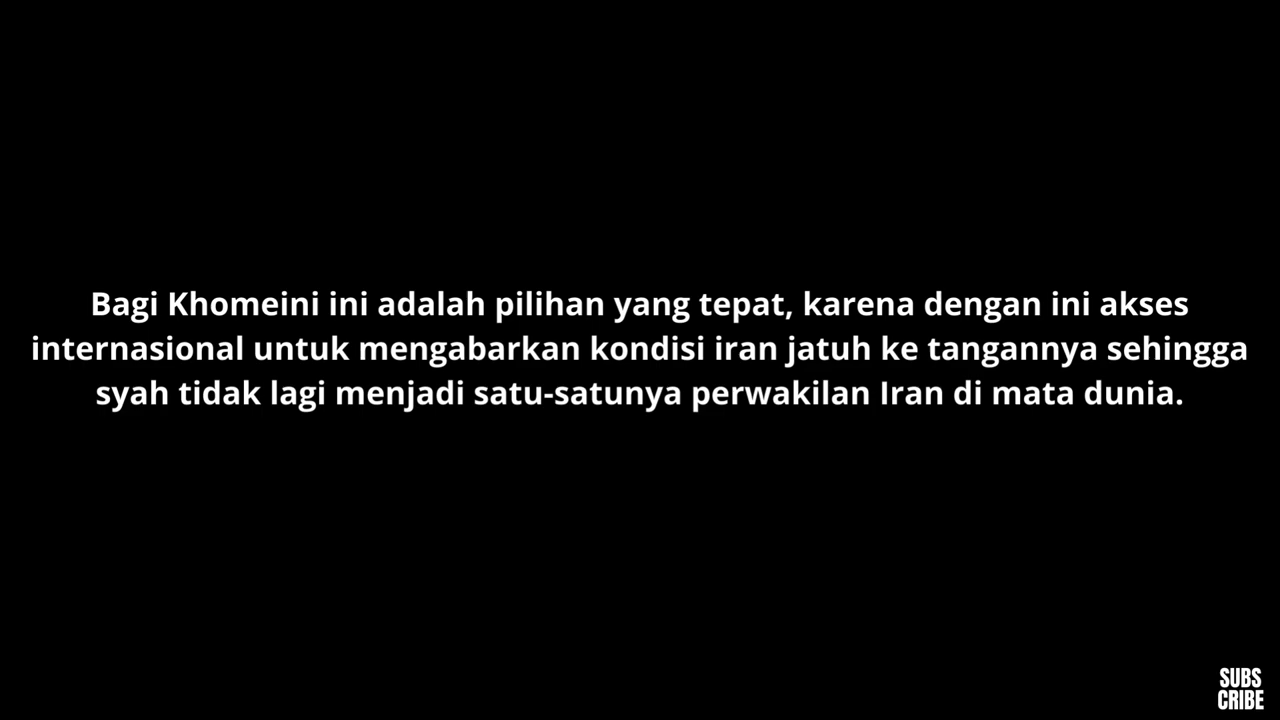 Bagi Khomeini ini adalah pilihan yang tepat, karena dengan ini akses
internasional untuk mengabarkan kondisi iran jatuh ke tangannya sehingga
syah tidak lagi menjadi satu-satunya perwakilan Iran di mata dunia.
SUBS
CRIBE